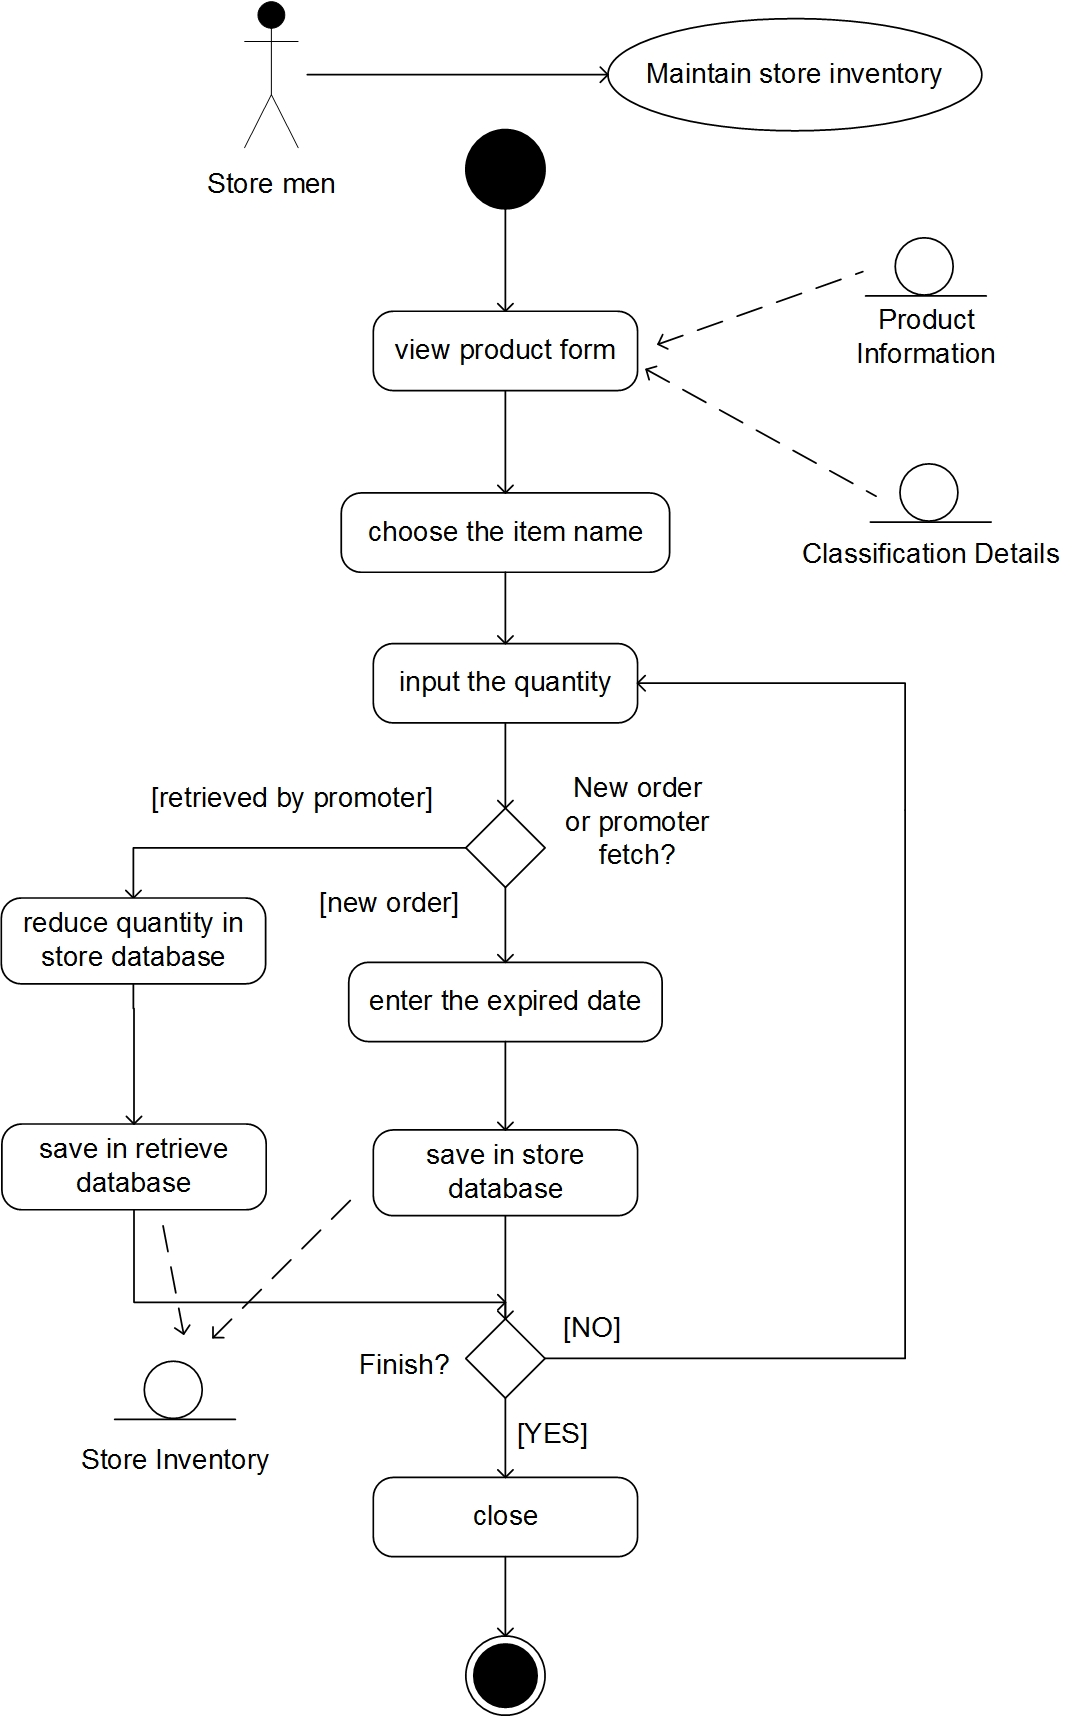 Maintain store inventory
Store men
Product
Information
view product form
choose the item name
Classification Details
input the quantity
[retrieved by promoter]
New order
or promoter
fetch?
[new order]
reduce quantity in
store database
enter the expired date
save in retrieve
database
save in store
database
[NO]
Finish?
[YES]
Store Inventory
close